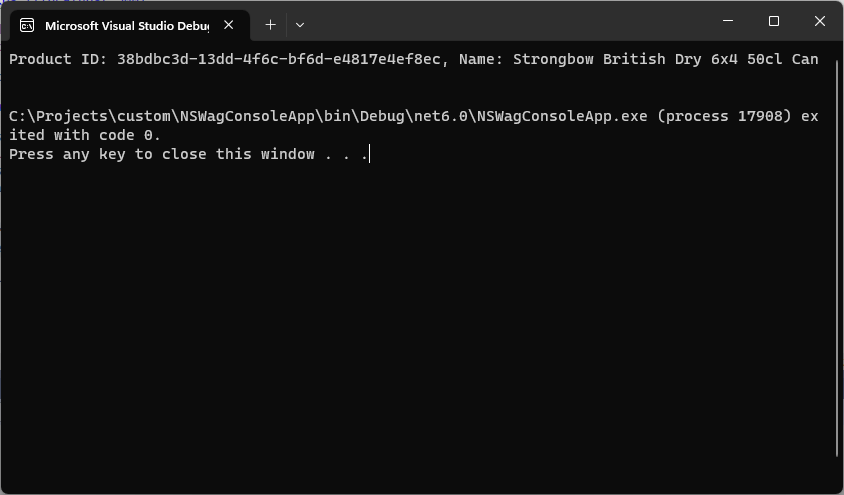 Microsoft Visual Studio Debug
Product ID: 38bdbc3d-13dd-4f6c-bf6d-e4817e4ef8ec, Name: Strongbow British Dry 6x4 50cl Can
C:\Projects\custom\NSWagConsoleApp\bin\Debug\net6.0\NSWagConsoleApp.exe (process 17908) ex
ited with code 0.
Press any key to close this window . . .